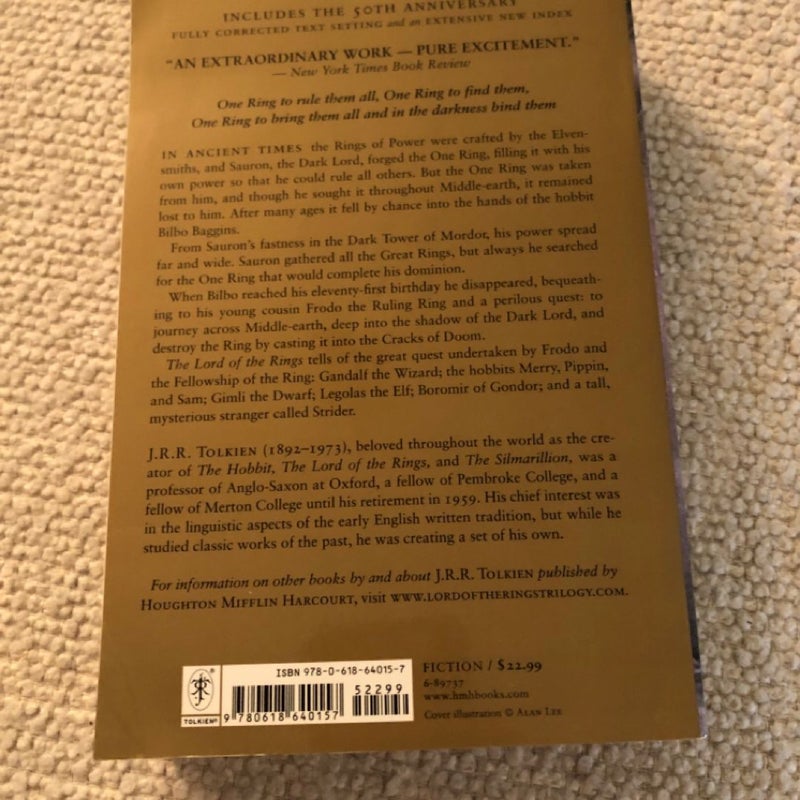 INCLUDES THE 50TH ANNIVERSARY
FULLY CORRECTED TEXT SETTING and an EXTENSIVE NEW INDEX
“AN EXTRAORDINARY WORK — PURE EXCITEMENT.”
— New York Times Book Review
One Ring to rule them all, One Ring to find them,
One Ring to bring them all and in the darkness bind them
IN ANCIENT TIMES the Rings of Power were crafted by the Elven-
smiths, and Sauron, the Dark Lord, forged the One Ring, filling it with his
own power so that he could rule all others. But the One Ring was taken
from him, and though he sought it throughout Middle-earth, it remained
lost to him. After many ages it fell by chance into the hands of the hobbit
Bilbo Baggins.
From Sauron's fastness in the Dark Tower of Mordor, his power spread
far and wide. Sauron gathered all the Great Rings, but always he searched
for the One Ring that would complete his dominion.
When Bilbo reached his eleventy-first birthday he disappeared, bequeath-
ing to his young cousin Frodo the Ruling Ring and a perilous quest: to
journey across Middle-earth, deep into the shadow of the Dark Lord, and
destroy the Ring by casting it into the Cracks of Doom.
The Lord of the Rings tells of the great quest undertaken by Frodo and
the Fellowship of the Ring: Gandalf the Wizard; the hobbits Merry, Pippin,
and Sam; Gimli the Dwarf; Legolas the Elf; Boromir of Gondor; and a tall,
mysterious stranger called Strider.
J.R.R. TOLKIEN (1892–1973), beloved throughout the world as the cre-
ator of The Hobbit, The Lord of the Rings, and The Silmarillion, was a
professor of Anglo-Saxon at Oxford, a fellow of Pembroke College, and a
fellow of Merton College until his retirement in 1959. His chief interest was
in the linguistic aspects of the early English written tradition, but while he
studied classic works of the past, he was creating a set of his own.
For information on other books by and about J.R.R. TOLKIEN published by
HOUGHTON MIFFLIN HARCOURT, visit WWW.LORDOFTHERINGSTRILOGY.COM.
ISBN 978-0-618-64015-7
52299
9 780618 640157
TOLKIEN®
FICTION / $22.99
6-89737
www.hmhbooks.com
Cover illustration © ALAN LEE